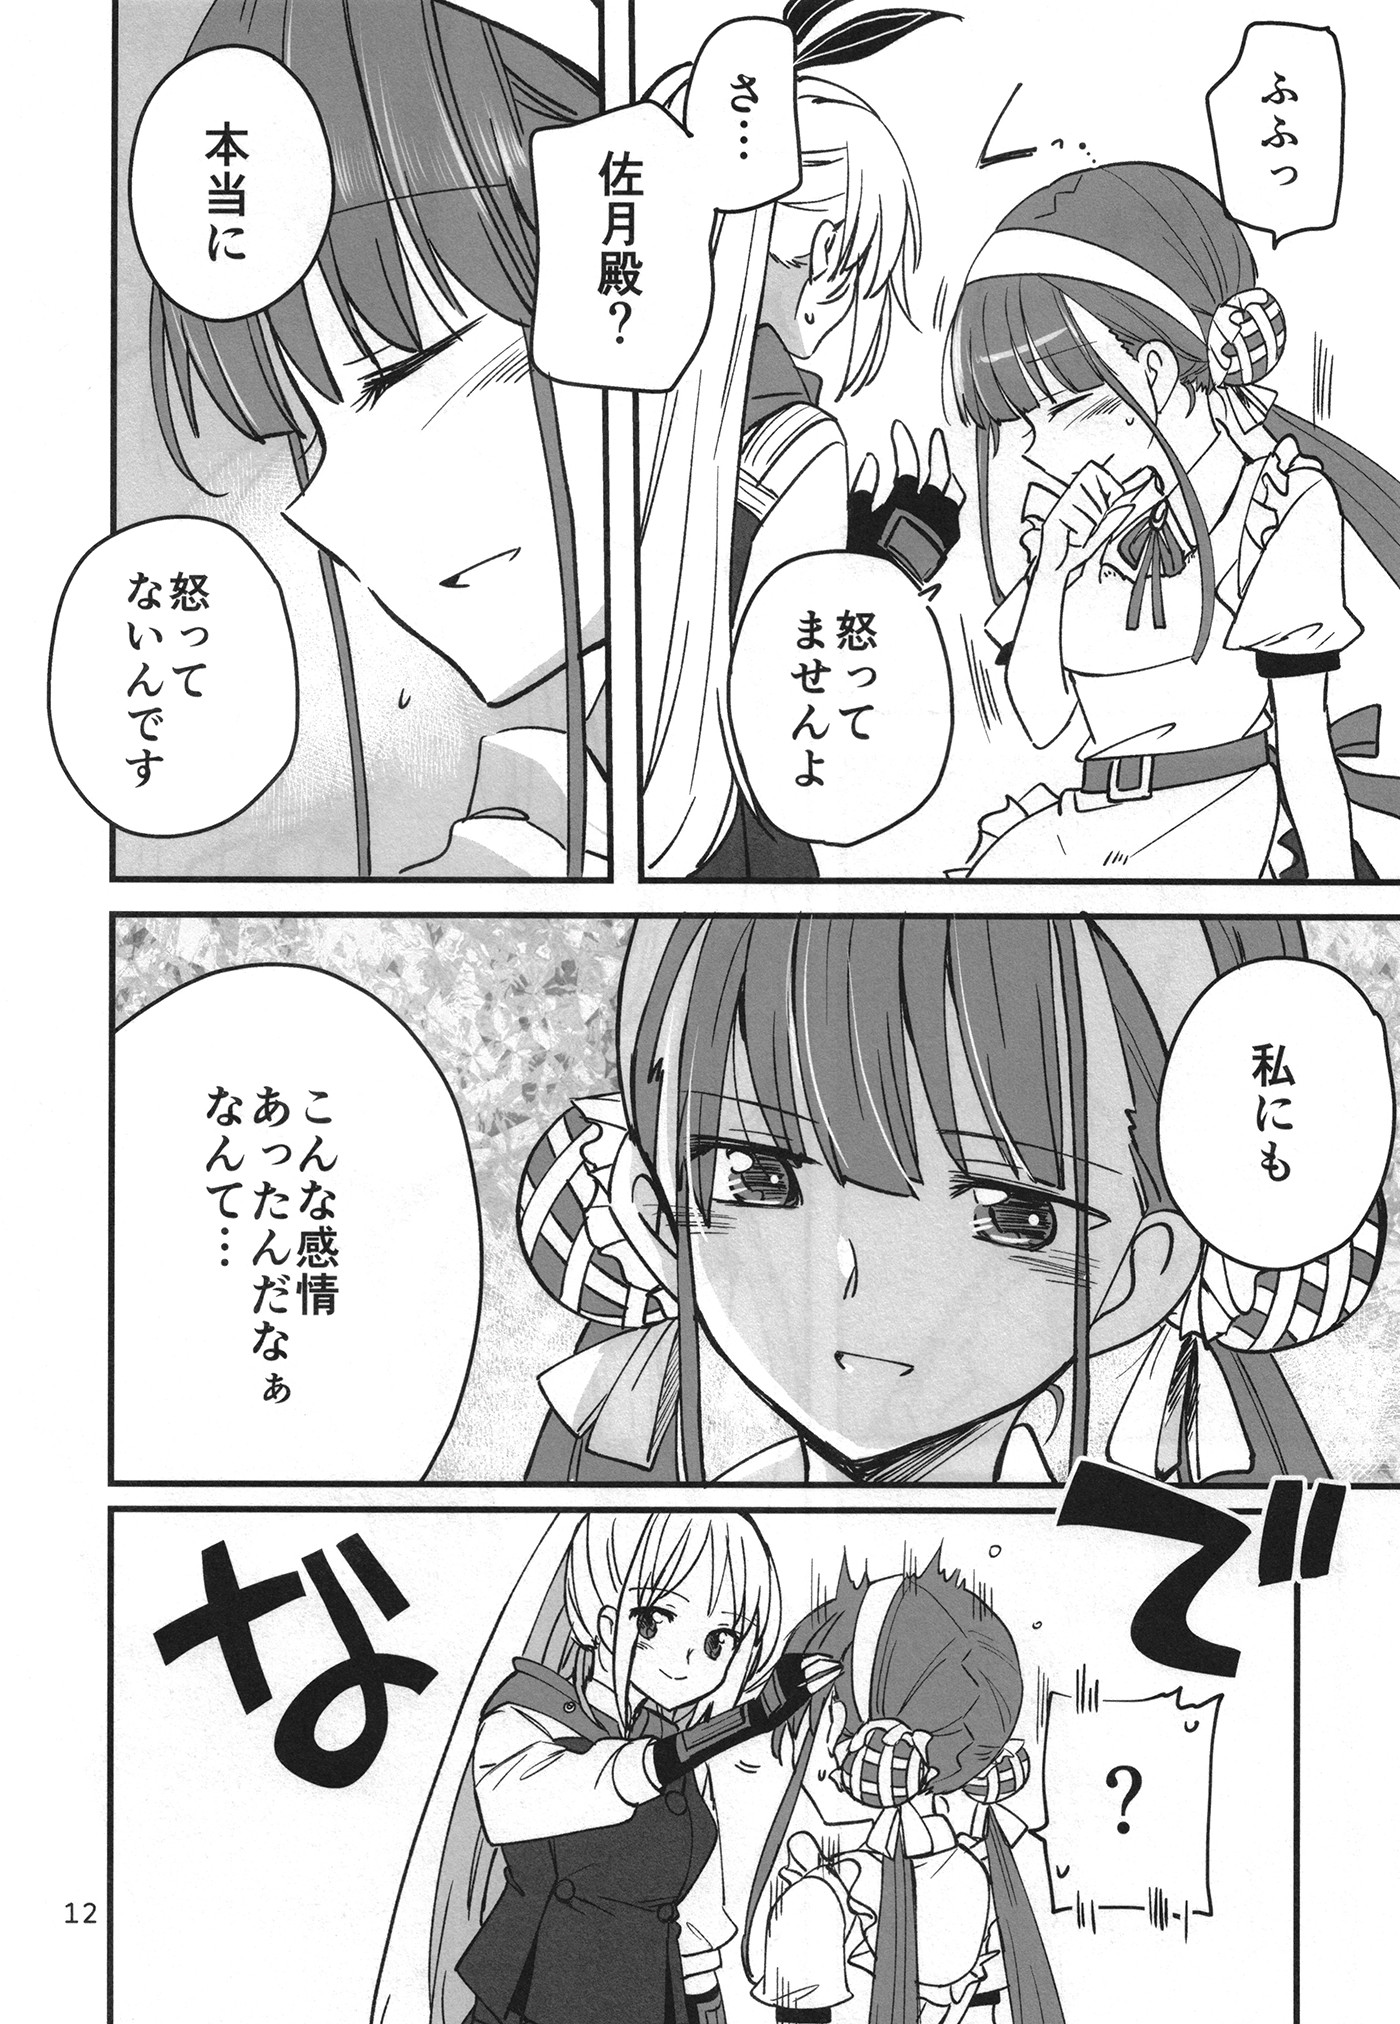 ふふっ
さ…
佐月殿？
怒って
ませんよ
本当に
怒って
ないんです
私にも
こんな感情
あったんだなぁ
なんて…
なで
？
12